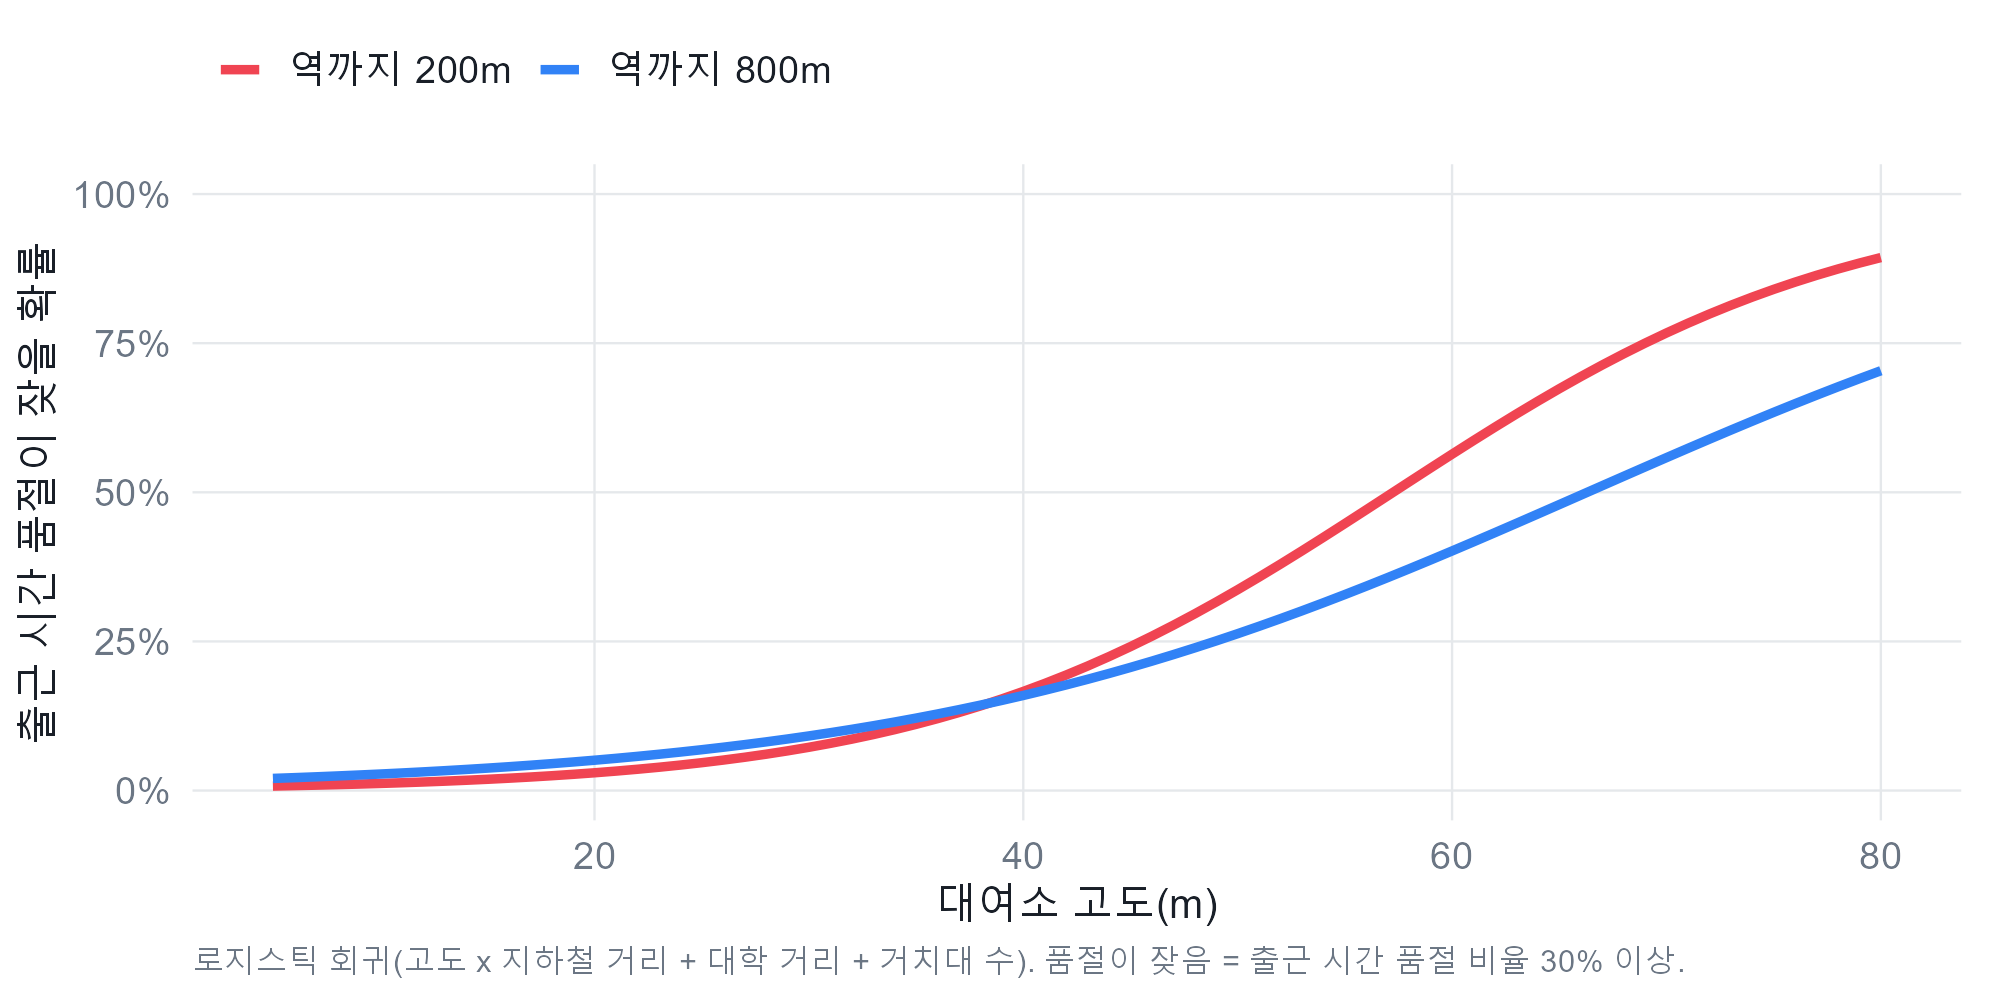 역까지 200m 역까지 800m
출근 시간 품절이 잦을 확률
100%
75%
50%
25%
0%
20 40 60 80
대여소 고도(m)
로지스틱 회귀(고도 x 지하철 거리 + 대학 거리 + 거치대 수). 품절이 잦음 = 출근 시간 품절 비율 30% 이상.